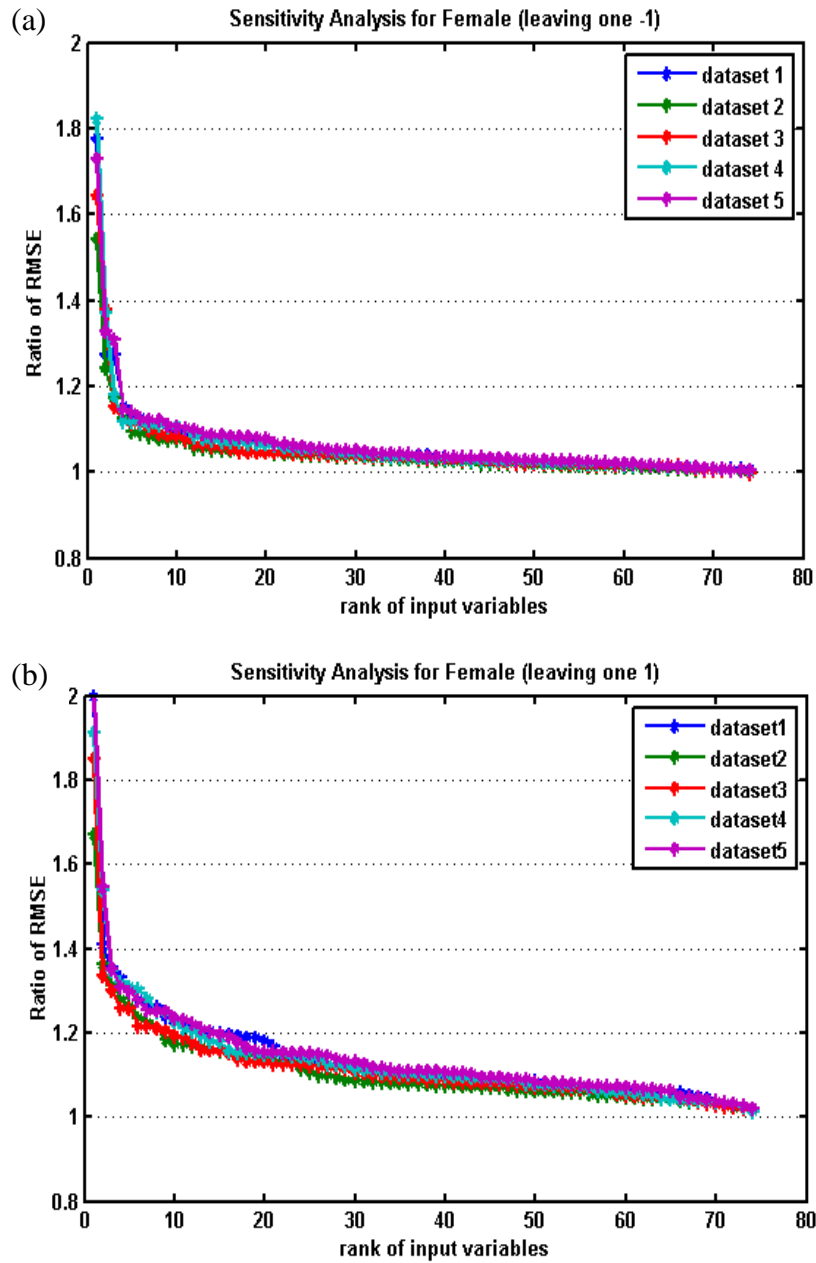 (a)
Sensitivity Analysis for Female (leaving one -1)
2
1.8
1.6
1.4
1.2
1
0.8
Ratio of RMSE
dataset 1
dataset 2
dataset 3
dataset 4
dataset 5
0 10 20 30 40 50 60 70 80
rank of input variables
(b)
Sensitivity Analysis for Female (leaving one 1)
2
1.8
1.6
1.4
1.2
1
0.8
Ratio of RMSE
dataset1
dataset2
dataset3
dataset4
dataset5
0 10 20 30 40 50 60 70 80
rank of input variables